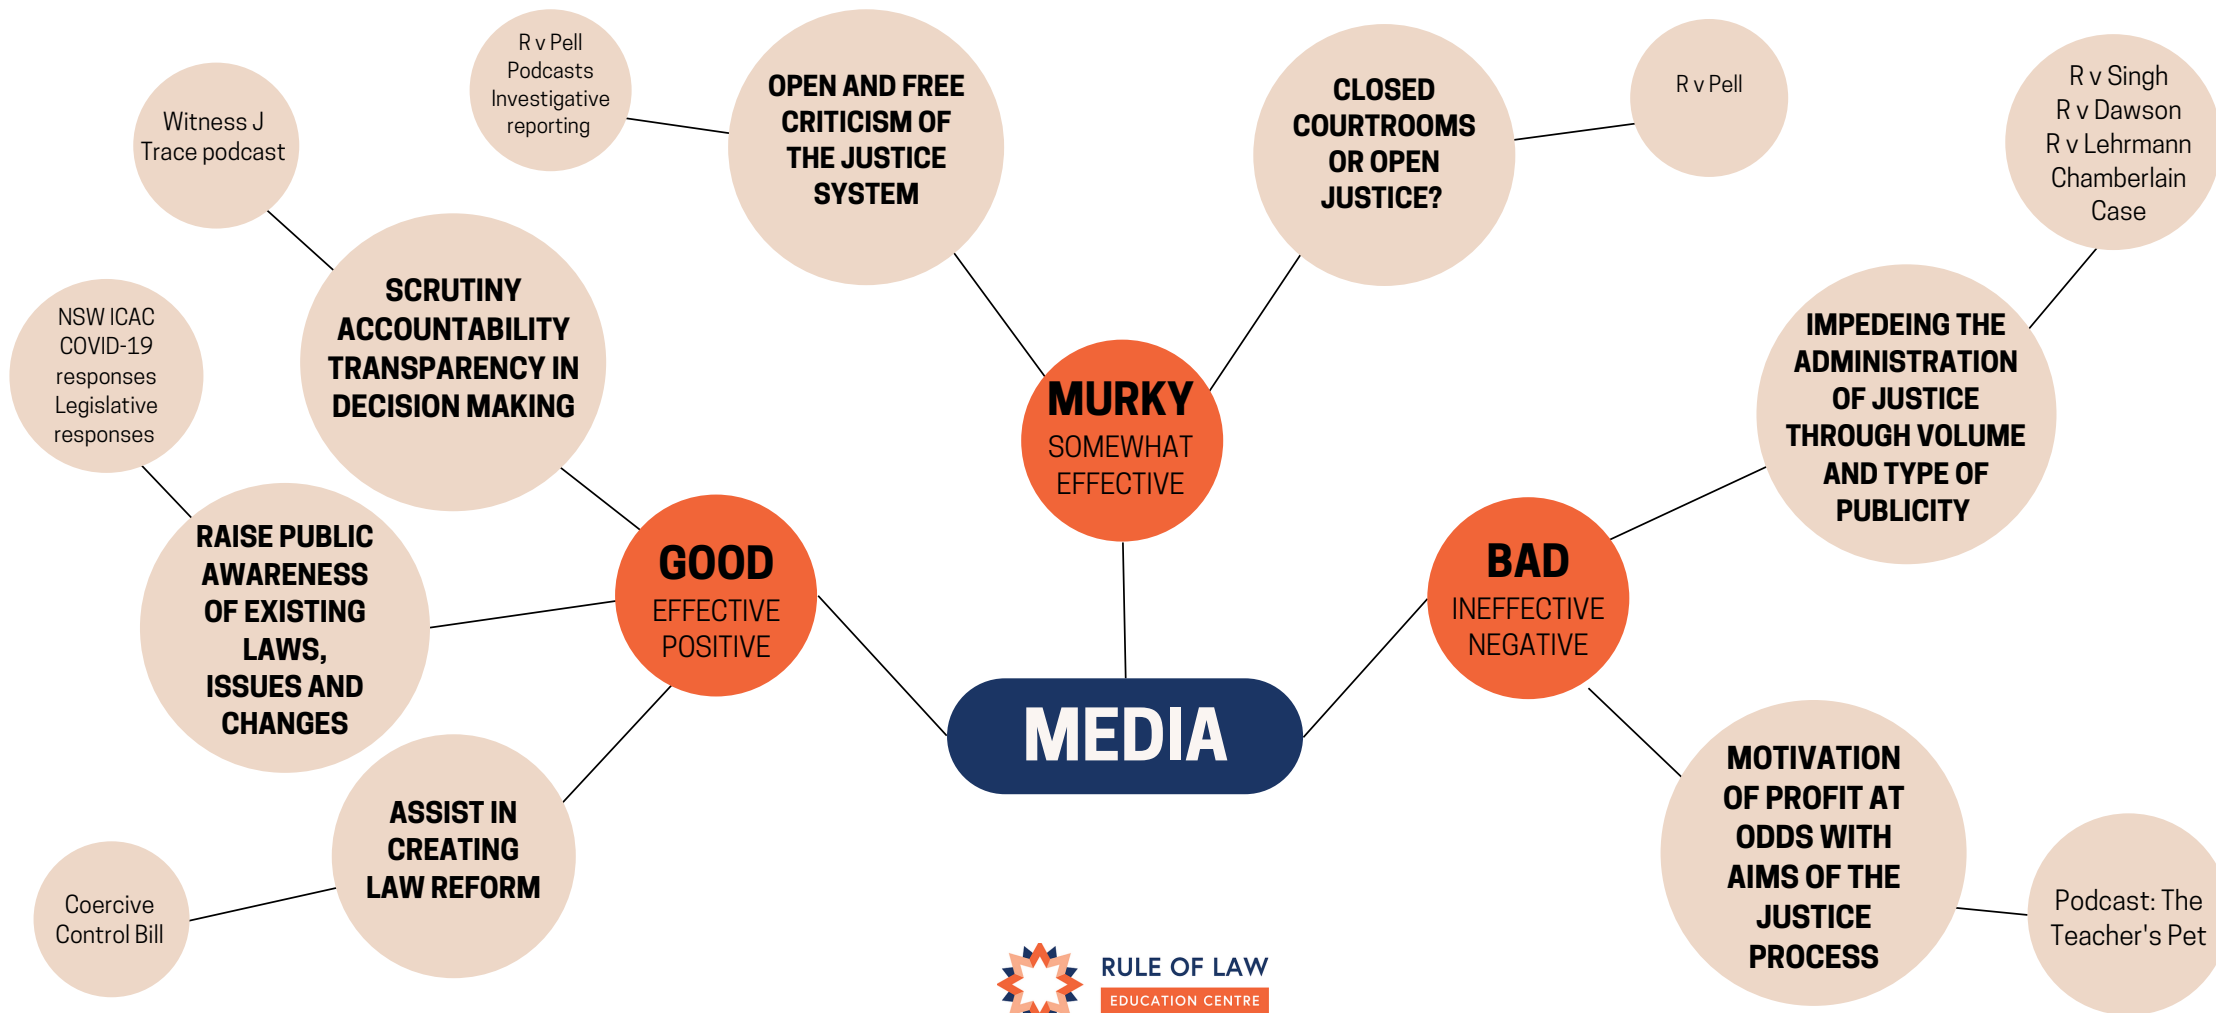 R v Pell
Podcasts
Investigative
reporting
OPEN AND FREE
CRITICISM OF
THE JUSTICE
SYSTEM
CLOSED
COURTROOMS
OR OPEN
JUSTICE?
R v Pell
R v Singh
R v Dawson
R v Lehrmann
Chamberlain
Case
Witness J
Trace podcast
SCRUTINY
ACCOUNTABILITY
TRANSPARENCY IN
DECISION MAKING
NSW ICAC
COVID-19
responses
Legislative
responses
MURKY
SOMEWHAT
EFFECTIVE
IMPEDEING THE
ADMINISTRATION
OF JUSTICE
THROUGH VOLUME
AND TYPE OF
PUBLICITY
RAISE PUBLIC
AWARENESS
OF EXISTING
LAWS,
ISSUES AND
CHANGES
GOOD
EFFECTIVE
POSITIVE
BAD
INEFFECTIVE
NEGATIVE
MEDIA
ASSIST IN
CREATING
LAW REFORM
Coercive
Control Bill
MOTIVATION
OF PROFIT AT
ODDS WITH
AIMS OF THE
JUSTICE
PROCESS
Podcast: The
Teacher's Pet
RULE OF LAW
EDUCATION CENTRE